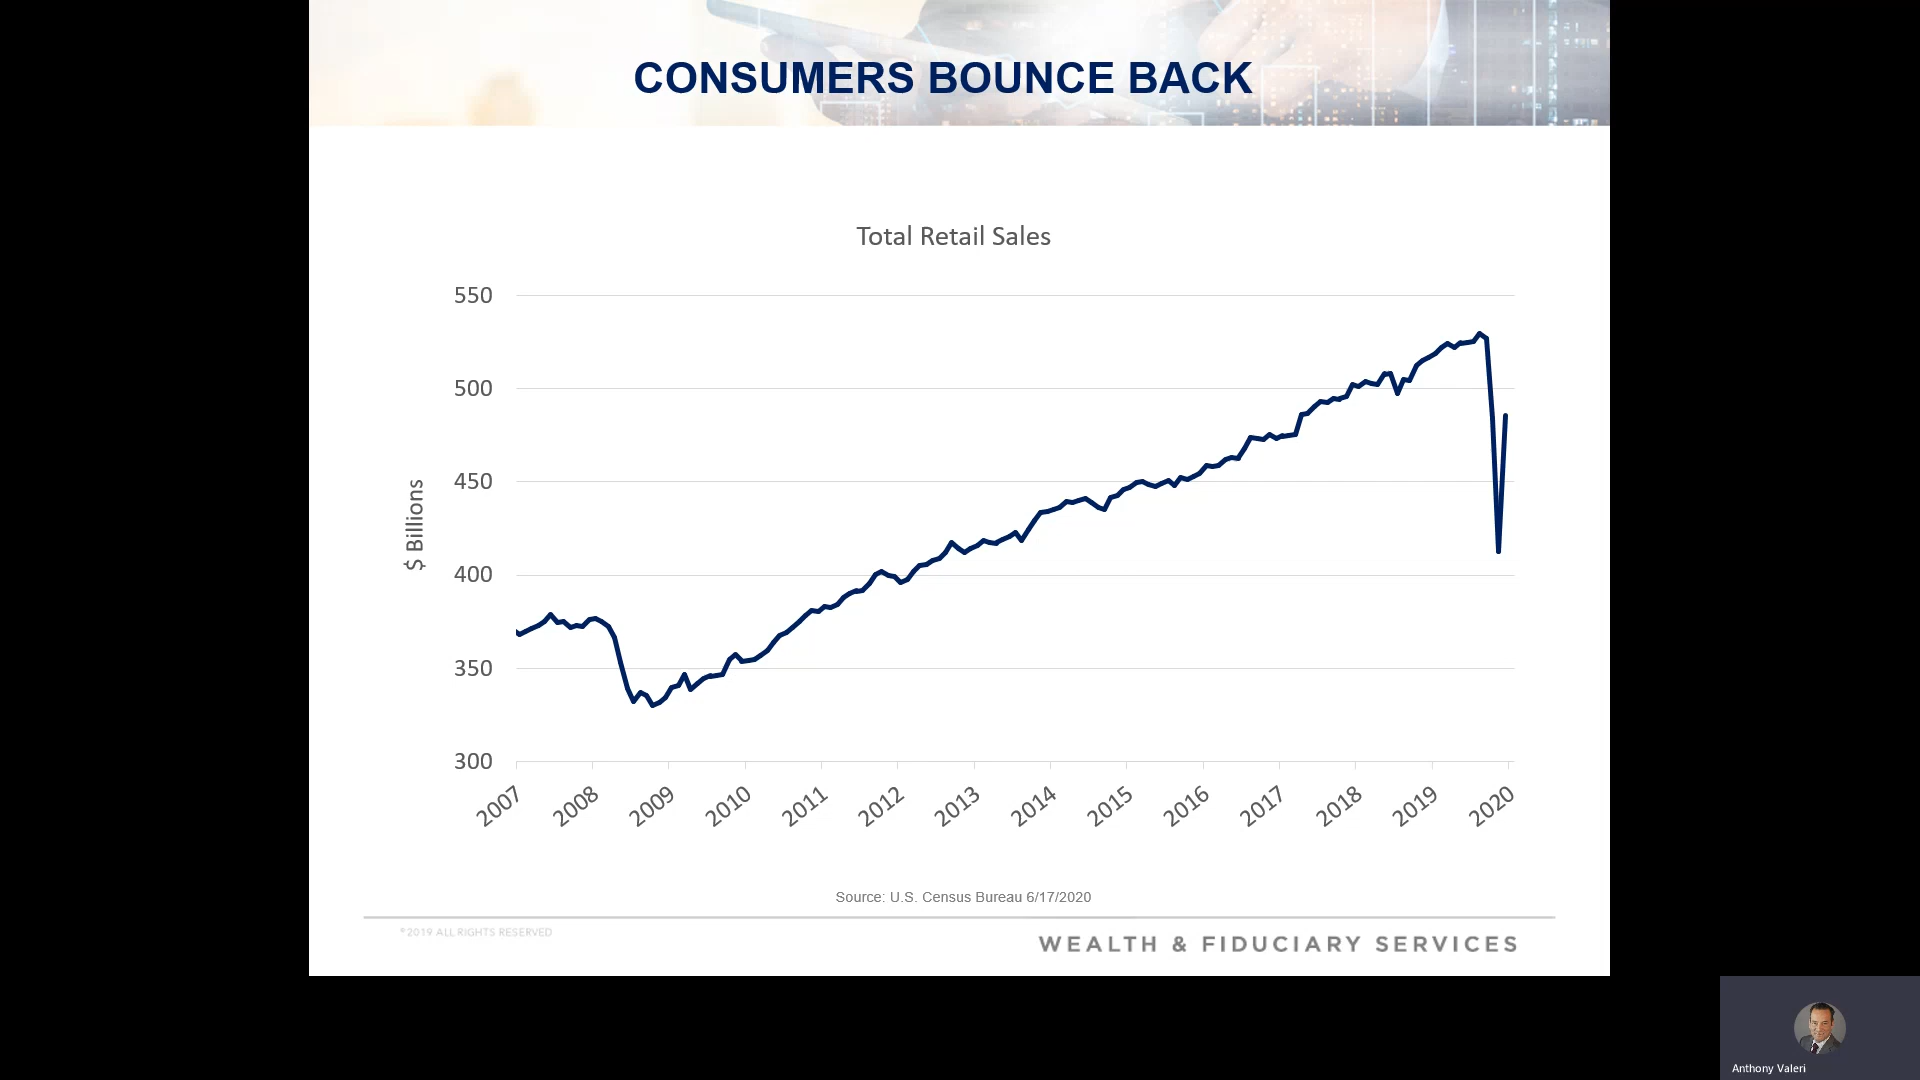 CONSUMERS BOUNCE BACK
Total Retail Sales
550
500
450
400
350
300
$ Billions
2007
2008
2009
2010
2011
2012
2013
2014
2015
2016
2017
2018
2019
2020
Source: U.S. Census Bureau 6/17/2020
©2019 ALL RIGHTS RESERVED
WEALTH & FIDUCIARY SERVICES
Anthony Valeri